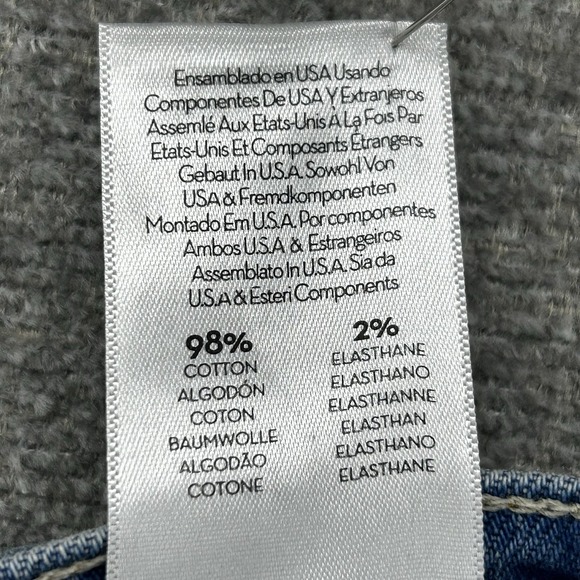 Ensamblado en USA Usando
Componentes De USA Y Extranjeros
Assemlé Aux Etats-Unis A La Fois Par
Etats-Unis Et Composants Étrangers
Gebaut In U.S.A. Sowohl Von
USA & Fremdkomponenten
Montado Em U.S.A. Por componentes
Ambos U.S.A & Estrangeiros
Assemblato In U.S.A. Sia da
U.S.A & Esteri Components
98%
COTTON
ALGODÓN
COTON
BAUMWOLLE
ALGODÃO
COTONE
2%
ELASTHANE
ELASTHANO
ELASTHANNE
ELASTHAN
ELASTHANO
ELASTHANE